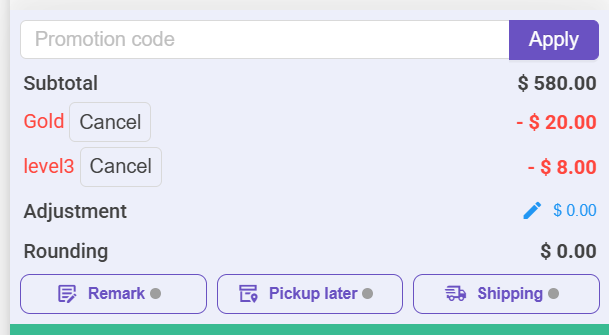 Promotion code Apply
Subtotal $ 580.00
Gold Cancel - $ 20.00
level3 Cancel - $ 8.00
Adjustment $ 0.00
Rounding $ 0.00
Remark Pickup later Shipping